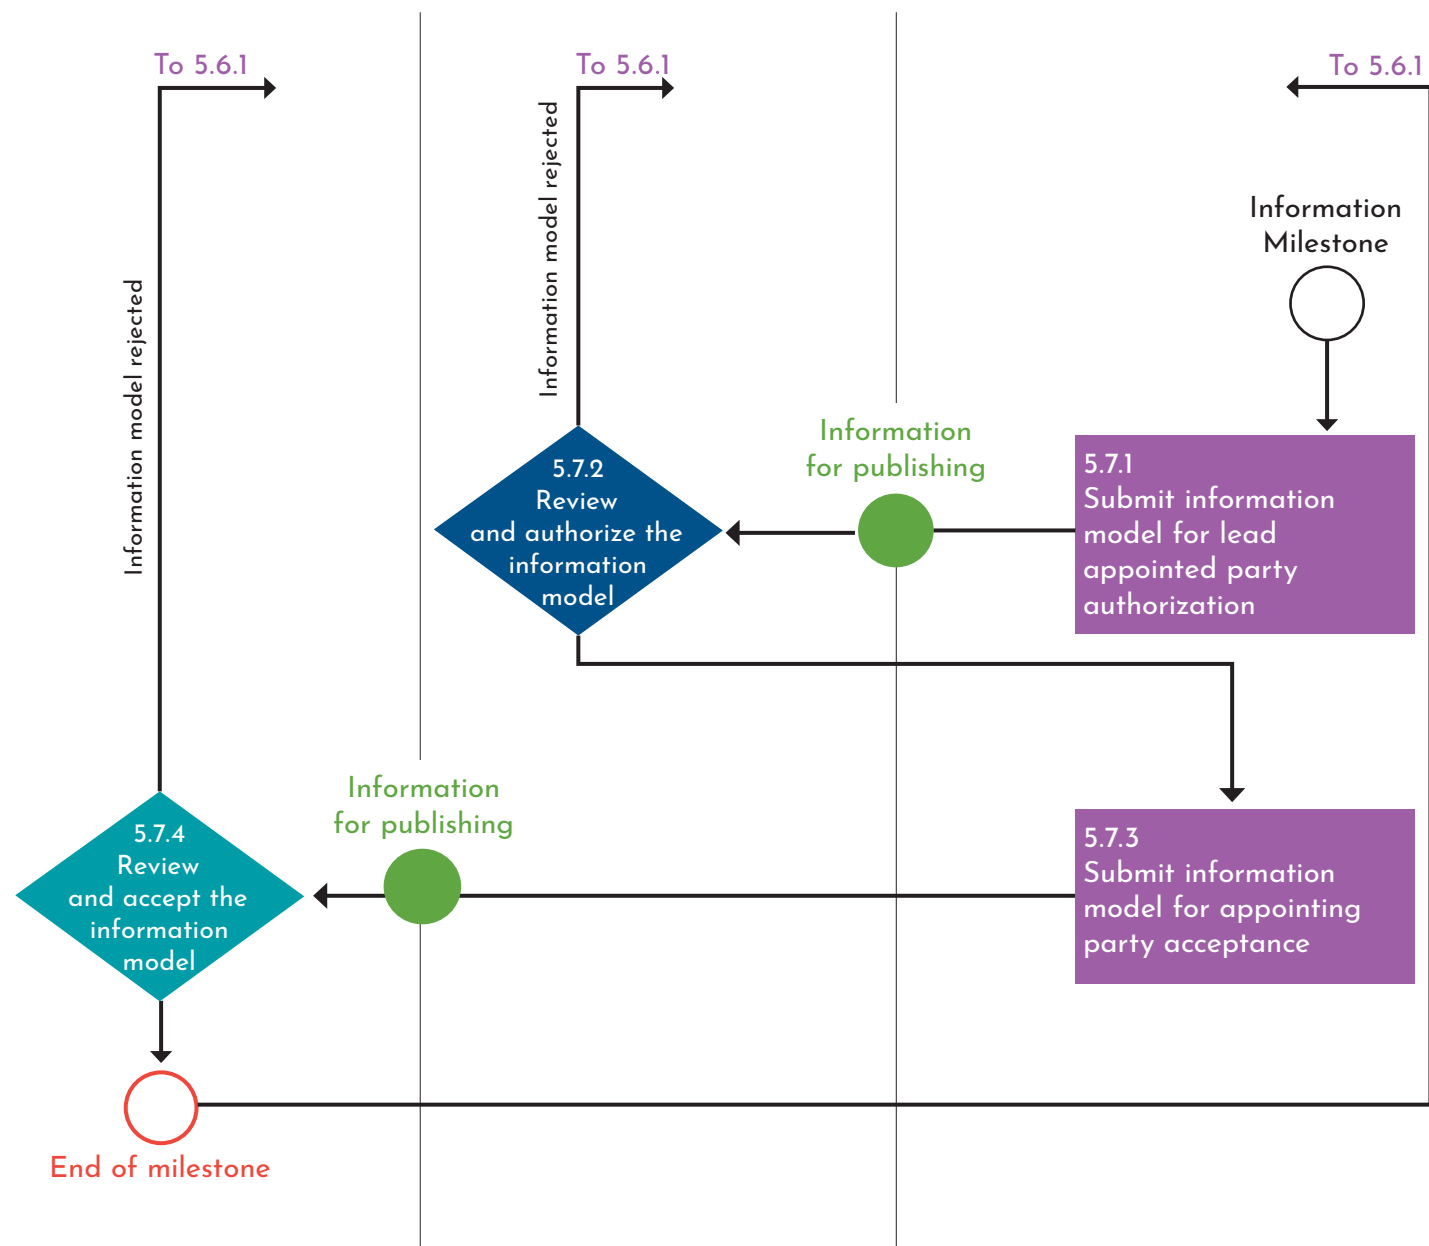 To 5.6.1
To 5.6.1
To 5.6.1
Information model rejected
Information model rejected
Information
Milestone
Information
for publishing
5.7.1
Submit information
model for lead
appointed party
authorization
5.7.2
Review
and authorize the
information
model
Information
for publishing
5.7.3
Submit information
model for appointing
party acceptance
5.7.4
Review
and accept the
information
model
End of milestone